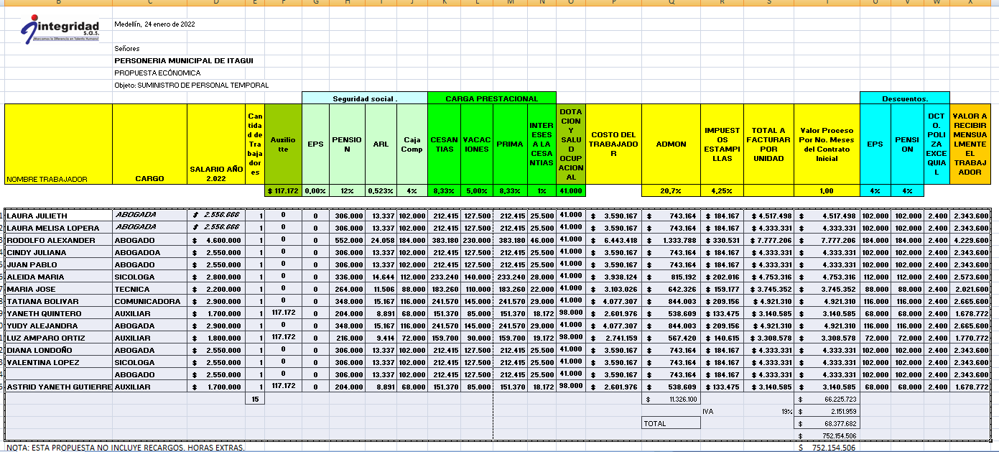 B C D E F G H I J K L M N O P Q R S T U V W X
integridad
s.a.s.
¡Marcamos la Diferencia en Talento Humano!
Medellín, 24 enero de 2022
Señores
PERSONERIA MUNICIPAL DE ITAGUI
PROPUESTA ECÓNOMICA
Objeto: SUMINISTRO DE PERSONAL TEMPORAL
Seguridad social . CARGA PRESTACIONAL Descuentos.
NOMBRE TRABAJADOR CARGO SALARIO AÑO 2.022 Cantidad de Trabajadores Auxilio tte EPS PENSION ARL Caja Comp CESANTIAS VACACIONES PRIMA INTERESES A LA CESANTIAS DOTACION Y SALUD OCUPACIONAL COSTO DEL TRABAJADOR ADMON IMPUESTOS ESTAMPILLAS TOTAL A FACTURAR POR UNIDAD Valor Proceso Por No. Meses del Contrato Inicial EPS PENSION DCTO. POLIZA EXCEQUIAL VALOR A RECIBIR MENSUALMENTE EL TRABAJADOR
$ 117.172 0,00% 12% 0,523% 4% 8,33% 5,00% 8,33% 1% 41.000 20,7% 4,25% 1,00 4% 4%
LAURA JULIETH ABOGADA $ 2.556.666 1 0 0 306.000 13.337 102.000 212.415 127.500 212.415 25.500 41.000 $ 3.590.167 $ 743.164 $ 184.167 $ 4.517.498 $ 4.517.498 102.000 102.000 2.400 2.343.600
LAURA MELISA LOPERA ABOGADA $ 2.556.666 1 0 0 306.000 13.337 102.000 212.415 127.500 212.415 25.500 41.000 $ 3.590.167 $ 743.164 $ 184.167 $ 4.333.331 $ 4.333.331 102.000 102.000 2.400 2.343.600
RODOLFO ALEXANDER ABOGADO $ 4.600.000 1 0 0 552.000 24.058 184.000 383.180 230.000 383.180 46.000 41.000 $ 6.443.418 $ 1.333.788 $ 330.531 $ 7.777.206 $ 7.777.206 184.000 184.000 2.400 4.229.600
CINDY JULIANA ABOGADOA $ 2.550.000 1 0 0 306.000 13.337 102.000 212.415 127.500 212.415 25.500 41.000 $ 3.590.167 $ 743.164 $ 184.167 $ 4.333.331 $ 4.333.331 102.000 102.000 2.400 2.343.600
JUAN PABLO ABOGADO $ 2.550.000 1 0 0 306.000 13.337 102.000 212.415 127.500 212.415 25.500 41.000 $ 3.590.167 $ 743.164 $ 184.167 $ 4.333.331 $ 4.333.331 102.000 102.000 2.400 2.343.600
ALEIDA MARIA SICOLOGA $ 2.800.000 1 0 0 336.000 14.644 112.000 233.240 140.000 233.240 28.000 41.000 $ 3.938.124 $ 815.192 $ 202.016 $ 4.753.316 $ 4.753.316 112.000 112.000 2.400 2.573.600
MARIA JOSE TECNICA $ 2.200.000 1 0 0 264.000 11.506 88.000 183.260 110.000 183.260 22.000 41.000 $ 3.103.026 $ 642.326 $ 159.177 $ 3.745.352 $ 3.745.352 88.000 88.000 2.400 2.021.600
TATIANA BOLIVAR COMUNICADORA $ 2.900.000 1 0 0 348.000 15.167 116.000 241.570 145.000 241.570 29.000 41.000 $ 4.077.307 $ 844.003 $ 209.156 $ 4.921.310 $ 4.921.310 116.000 116.000 2.400 2.665.600
YANETH QUINTERO AUXILIAR $ 1.700.000 1 117.172 0 204.000 8.891 68.000 151.370 85.000 151.370 18.172 98.000 $ 2.601.976 $ 538.609 $ 133.475 $ 3.140.585 $ 3.140.585 68.000 68.000 2.400 1.678.772
YUDY ALEJANDRA ABOGADA $ 2.900.000 1 0 0 348.000 15.167 116.000 241.570 145.000 241.570 29.000 41.000 $ 4.077.307 $ 844.003 $ 209.156 $ 4.921.310 $ 4.921.310 116.000 116.000 2.400 2.665.600
LUZ AMPARO ORTIZ AUXILIAR $ 1.800.000 1 117.172 0 216.000 9.414 72.000 159.700 90.000 159.700 19.172 98.000 $ 2.741.159 $ 567.420 $ 140.615 $ 3.308.578 $ 3.308.578 72.000 72.000 2.400 1.770.772
DIANA LONDOÑO ABOGADA $ 2.550.000 1 0 0 306.000 13.337 102.000 212.415 127.500 212.415 25.500 41.000 $ 3.590.167 $ 743.164 $ 184.167 $ 4.333.331 $ 4.333.331 102.000 102.000 2.400 2.343.600
VALENTINA LOPEZ SICOLOGA $ 2.550.000 1 0 0 306.000 13.337 102.000 212.415 127.500 212.415 25.500 41.000 $ 3.590.167 $ 743.164 $ 184.167 $ 4.333.331 $ 4.333.331 102.000 102.000 2.400 2.343.600
ABOGADO $ 2.550.000 1 0 0 306.000 13.337 102.000 212.415 127.500 212.415 25.500 41.000 $ 3.590.167 $ 743.164 $ 184.167 $ 4.333.331 $ 4.333.331 102.000 102.000 2.400 2.343.600
ASTRID YANETH GUTIERRE AUXILIAR $ 1.700.000 1 117.172 0 204.000 8.891 68.000 151.370 85.000 151.370 18.172 98.000 $ 2.601.976 $ 538.609 $ 133.475 $ 3.140.585 $ 3.140.585 68.000 68.000 2.400 1.678.772
15 $ 11.326.100 $ 66.225.723
IVA 19% $ 2.151.959
TOTAL $ 68.377.682
$ 752.154.506
NOTA: ESTA PROPUESTA NO INCLUYE RECARGOS, HORAS EXTRAS. $ 752.154.506